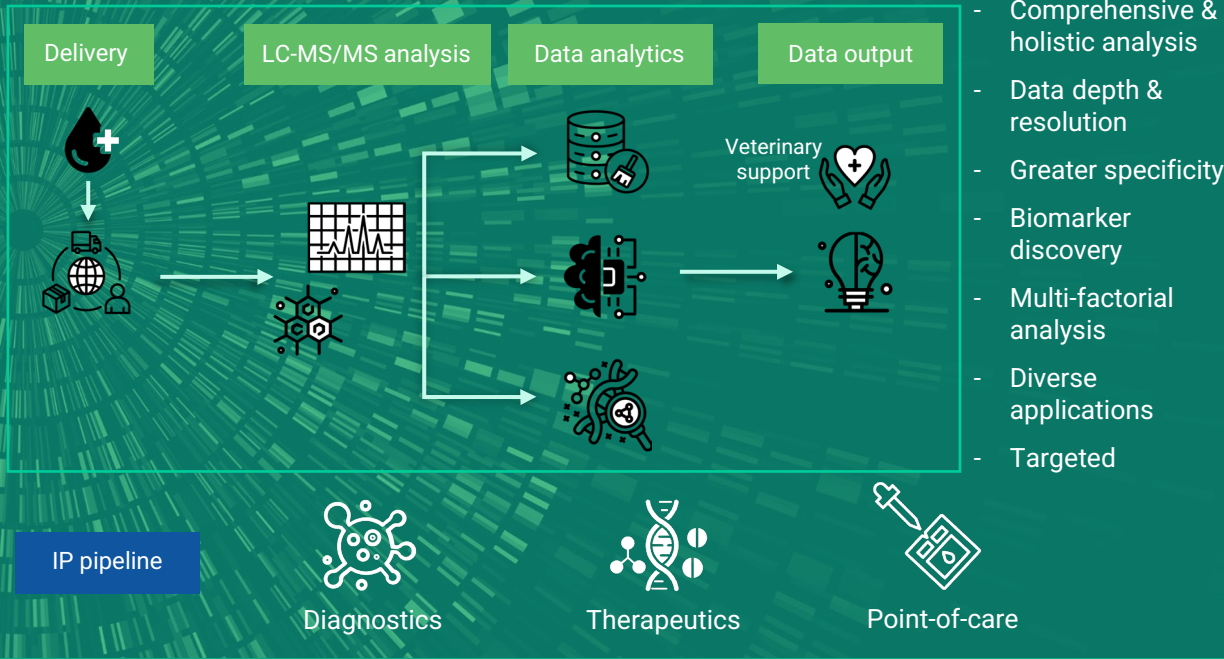 Delivery
LC-MS/MS analysis
Data analytics
Data output
Veterinary
support
- Comprehensive &
holistic analysis
- Data depth &
resolution
- Greater specificity
- Biomarker
discovery
- Multi-factorial
analysis
- Diverse
applications
- Targeted
IP pipeline
Diagnostics
Therapeutics
Point-of-care